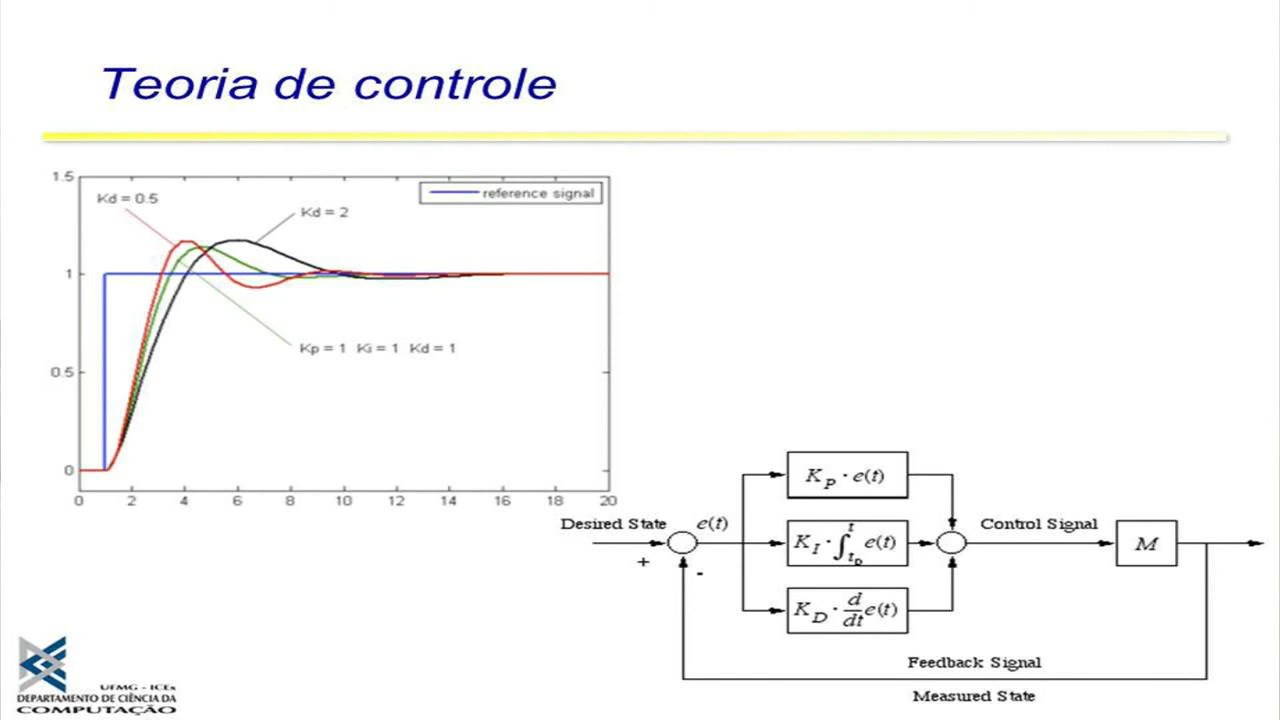 Teoria de controle
1.5
Kd = 0.5
reference signal
Kd = 2
1
Kp = 1 Ki = 1 Kd = 1
0.5
0
0 2 4 6 8 10 12 14 16 18 20
K_P · e(t)
Desired State
e(t)
K_I · ∫_{t_0}^{t} e(t)
Control Signal
M
+
-
K_D · d/dt e(t)
Feedback Signal
Measured State
UFMG - ICEx
DEPARTAMENTO DE CIÊNCIA DA
COMPUTAÇÃO